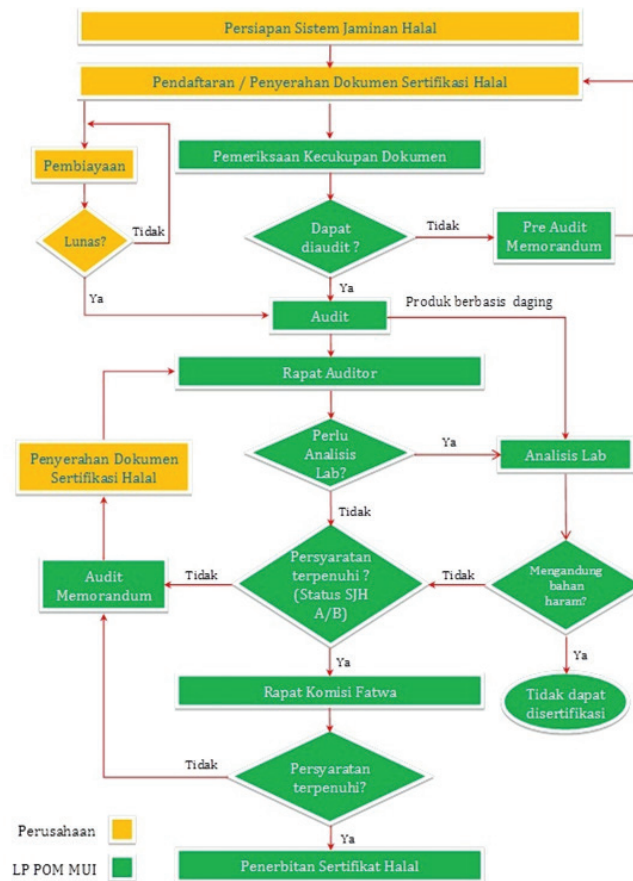 Persiapan Sistem Jaminan Halal
Pendaftaran / Penyerahan Dokumen Sertifikasi Halal
Pembiayaan
Pemeriksaan Kecukupan Dokumen
Lunas?
Tidak
Dapat
diaudit ?
Tidak
Pre Audit
Memorandum
Ya
Ya
Audit
Produk berbasis daging
Rapat Auditor
Penyerahan Dokumen
Sertifikasi Halal
Perlu
Analisis
Lab?
Ya
Analisis Lab
Tidak
Audit
Memorandum
Tidak
Persyaratan
terpenuhi ?
(Status SJH
A/B)
Tidak
Mengandung
bahan
haram?
Ya
Ya
Rapat Komisi Fatwa
Tidak dapat
disertifikasi
Tidak
Persyaratan
terpenuhi?
Ya
Perusahaan
LP POM MUI
Penerbitan Sertifikat Halal